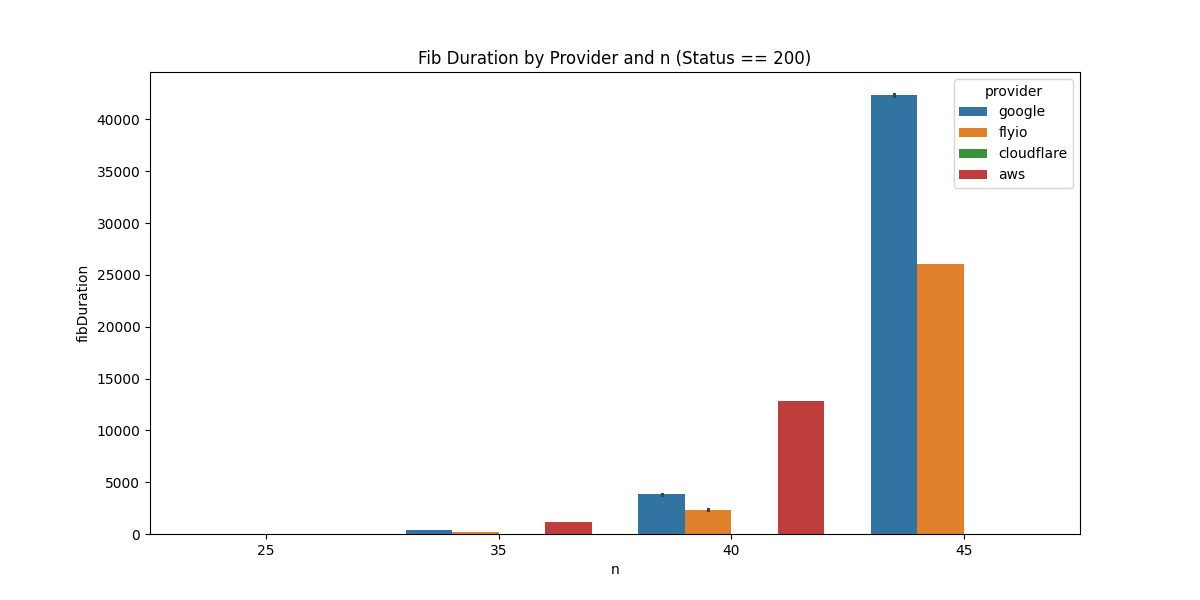 Fib Duration by Provider and n (Status == 200)
provider
google
flyio
cloudflare
aws
40000
35000
30000
25000
20000
15000
10000
5000
0
fibDuration
25
35
40
45
n